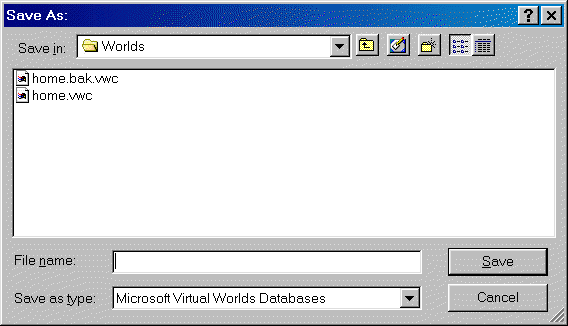 Save As:
Save in: Worlds
home.bak.vwc
home.vwc
File name: Save
Save as type: Microsoft Virtual Worlds Databases Cancel